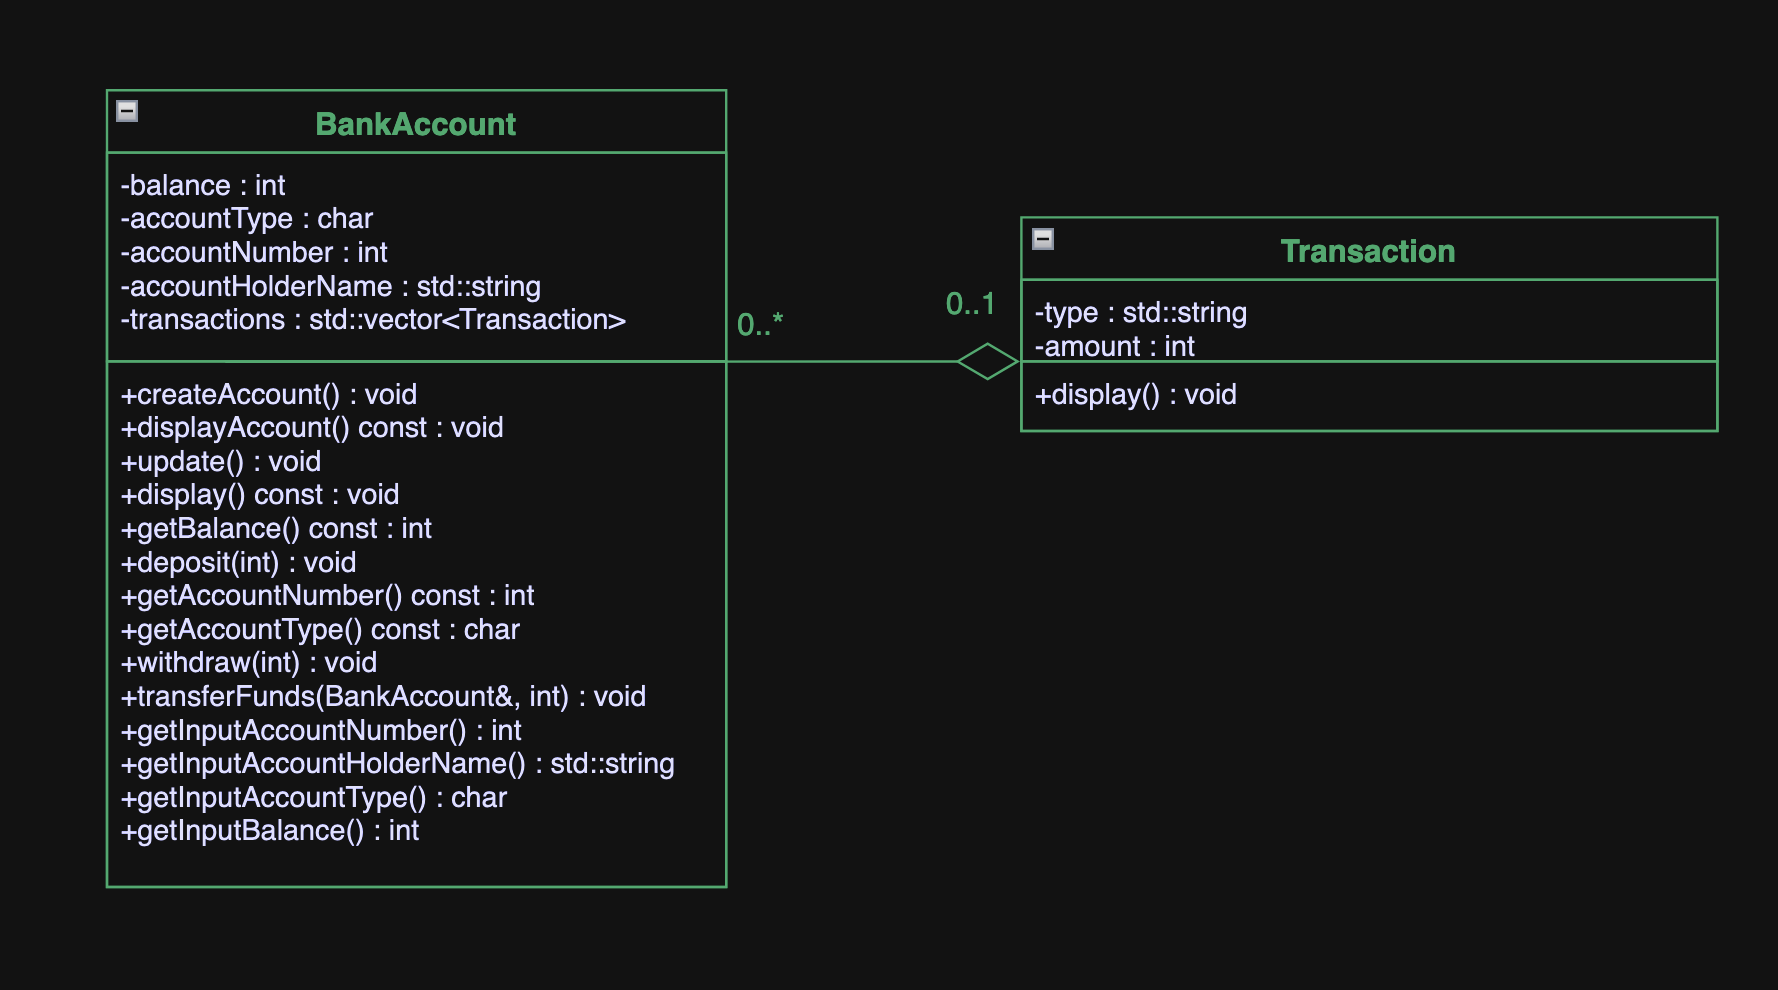 BankAccount
-balance : int
-accountType : char
-accountNumber : int
-accountHolderName : std::string
-transactions : std::vector<Transaction>
+createAccount() : void
+displayAccount() const : void
+update() : void
+display() const : void
+getBalance() const : int
+deposit(int) : void
+getAccountNumber() const : int
+getAccountType() const : char
+withdraw(int) : void
+transferFunds(BankAccount&, int) : void
+getInputAccountNumber() : int
+getInputAccountHolderName() : std::string
+getInputAccountType() : char
+getInputBalance() : int
0..*
0..1
Transaction
-type : std::string
-amount : int
+display() : void